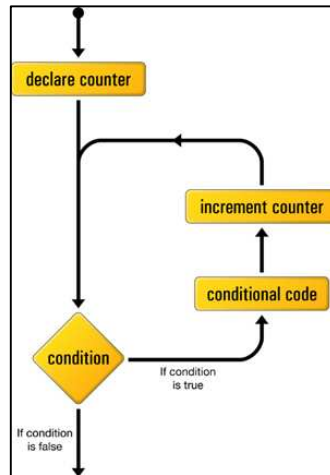 declare counter
increment counter
conditional code
condition
If condition
is true
If condition
is false